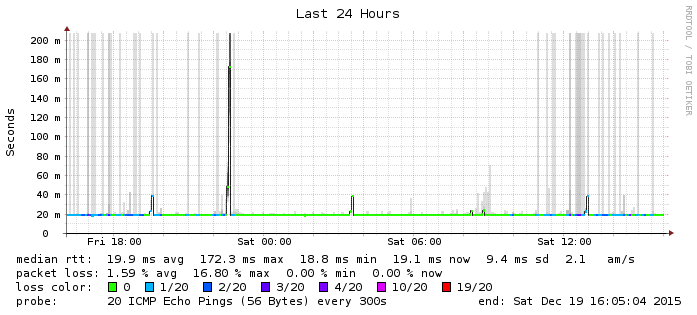 Last 24 Hours
RRDTOOL / TOBI OETIKER
Seconds
200 m
180 m
160 m
140 m
120 m
100 m
80 m
60 m
40 m
20 m
0
Fri 18:00 Sat 00:00 Sat 06:00 Sat 12:00
median rtt: 19.9 ms avg 172.3 ms max 18.8 ms min 19.1 ms now 9.4 ms sd 2.1 am/s
packet loss: 1.59 % avg 16.80 % max 0.00 % min 0.00 % now
loss color: 0 1/20 2/20 3/20 4/20 10/20 19/20
probe: 20 ICMP Echo Pings (56 Bytes) every 300s end: Sat Dec 19 16:05:04 2015